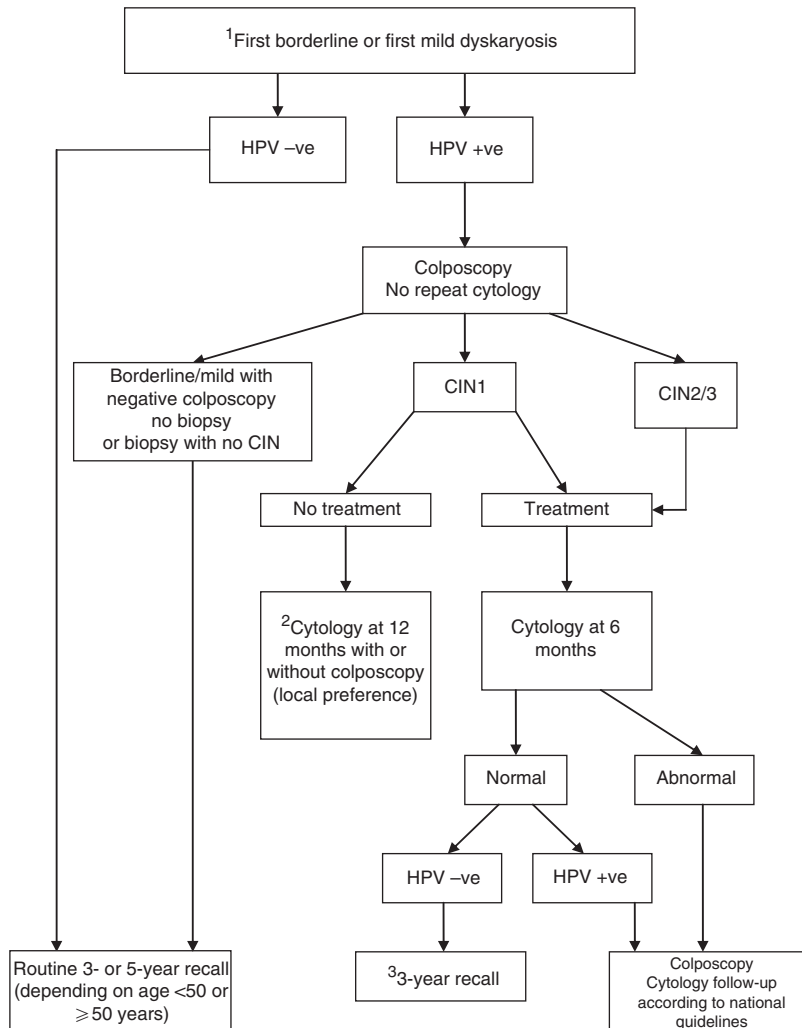 ¹First borderline or first mild dyskaryosis
HPV –ve
HPV +ve
Colposcopy
No repeat cytology
Borderline/mild with
negative colposcopy
no biopsy
or biopsy with no CIN
CIN1
CIN2/3
No treatment
Treatment
²Cytology at 12
months with or
without colposcopy
(local preference)
Cytology at 6
months
Normal
Abnormal
HPV –ve
HPV +ve
Routine 3- or 5-year recall
(depending on age <50 or
⩾50 years)
³3-year recall
Colposcopy
Cytology follow-up
according to national
guidelines